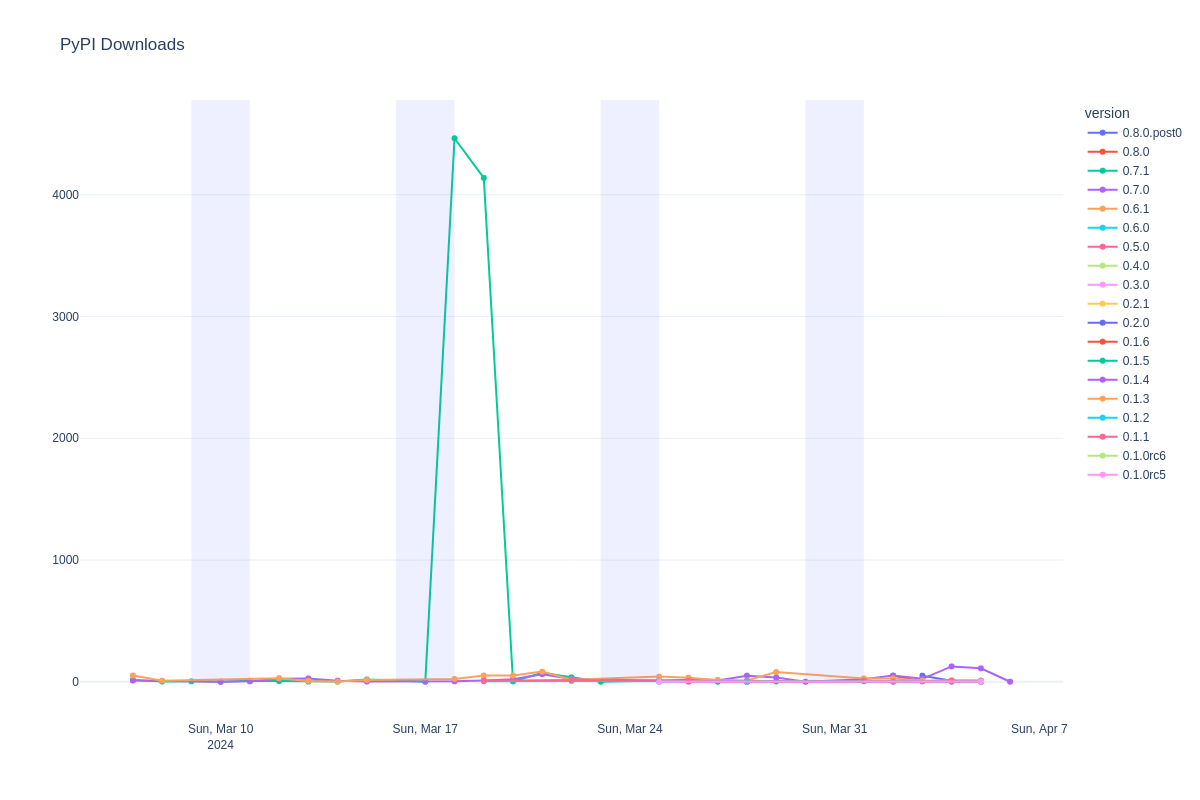 PyPI Downloads
version
0.8.0.post0
0.8.0
0.7.1
0.7.0
0.6.1
0.6.0
0.5.0
0.4.0
0.3.0
0.2.1
0.2.0
0.1.6
0.1.5
0.1.4
0.1.3
0.1.2
0.1.1
0.1.0rc6
0.1.0rc5
4000
3000
2000
1000
0
Sun, Mar 10
2024
Sun, Mar 17
Sun, Mar 24
Sun, Mar 31
Sun, Apr 7